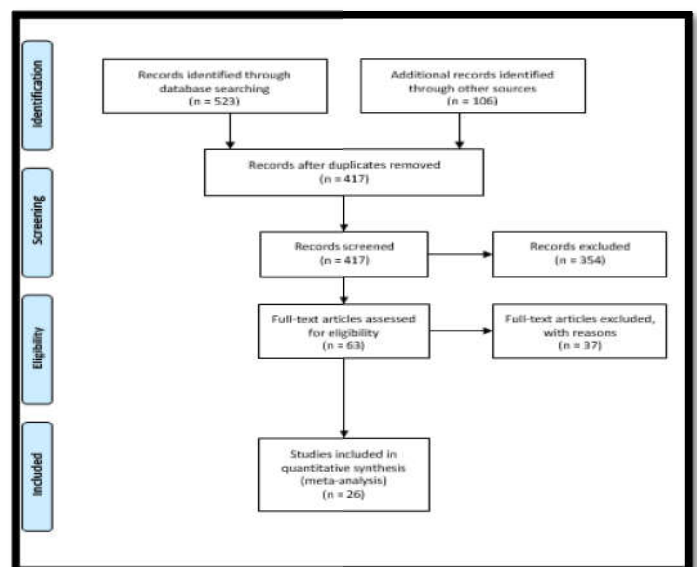 Identification
Records identified through
database searching
(n = 523)
Additional records identified
through other sources
(n = 106)
Records after duplicates removed
(n = 417)
Screening
Records screened
(n = 417)
Records excluded
(n = 354)
Eligibility
Full-text articles assessed
for eligibility
(n = 63)
Full-text articles excluded,
with reasons
(n = 37)
Included
Studies included in
quantitative synthesis
(meta-analysis)
(n = 26)